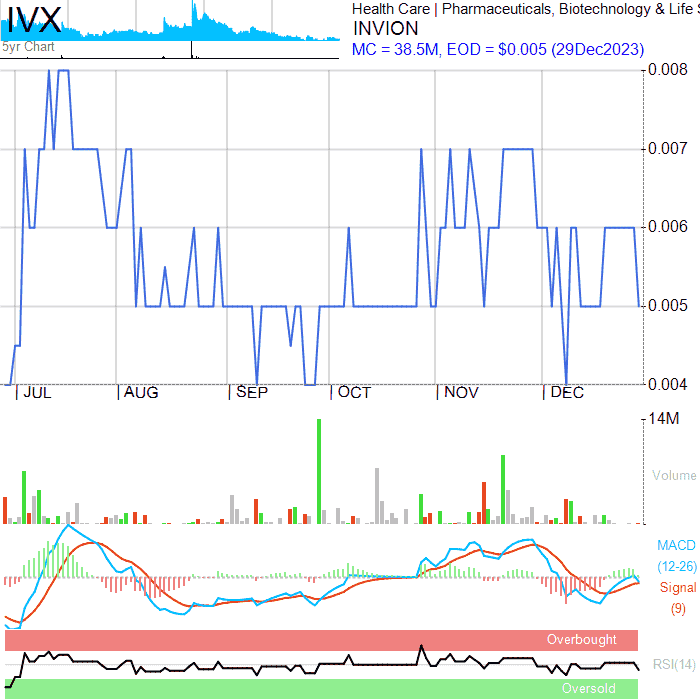 IVX
5yr Chart
Health Care | Pharmaceuticals, Biotechnology & Life
INVION
MC = 38.5M, EOD = $0.005 (29Dec2023)
0.008
0.007
0.006
0.005
0.004
| JUL | AUG | SEP | OCT | NOV | DEC
14M
Volume
MACD
(12-26)
Signal
(9)
Overbought
RSI(14)
Oversold